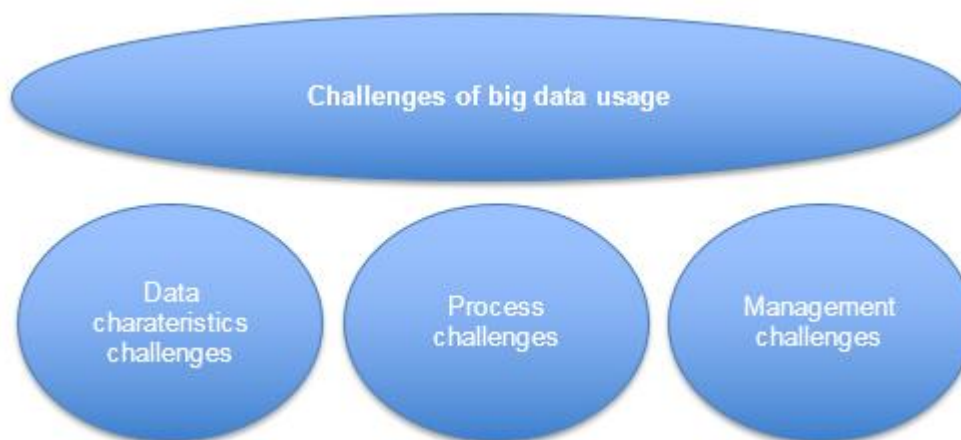 Challenges of big data usage
Data
charateristics
challenges
Process
challenges
Management
challenges